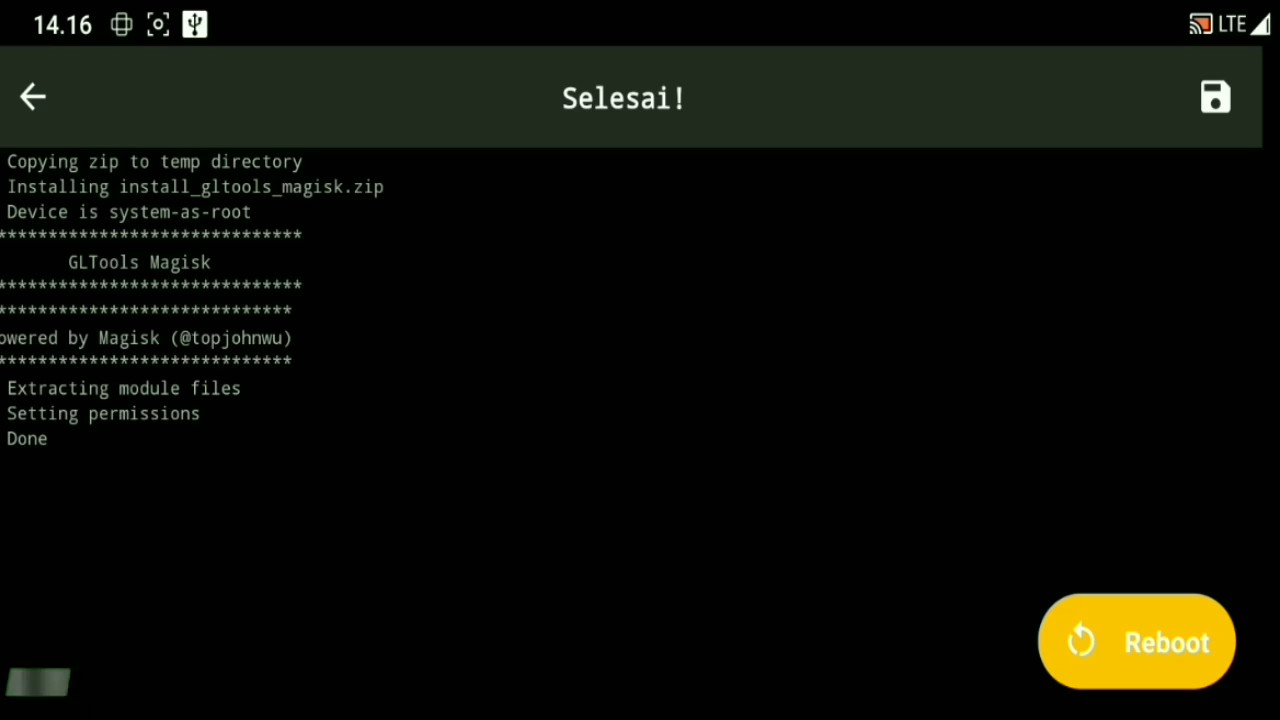 14.16 LTE
Selesai!
Copying zip to temp directory
Installing install_gltools_magisk.zip
Device is system-as-root
******************************
GLTools Magisk
******************************
*****************************
owered by Magisk (@topjohnwu)
*****************************
Extracting module files
Setting permissions
Done
Reboot